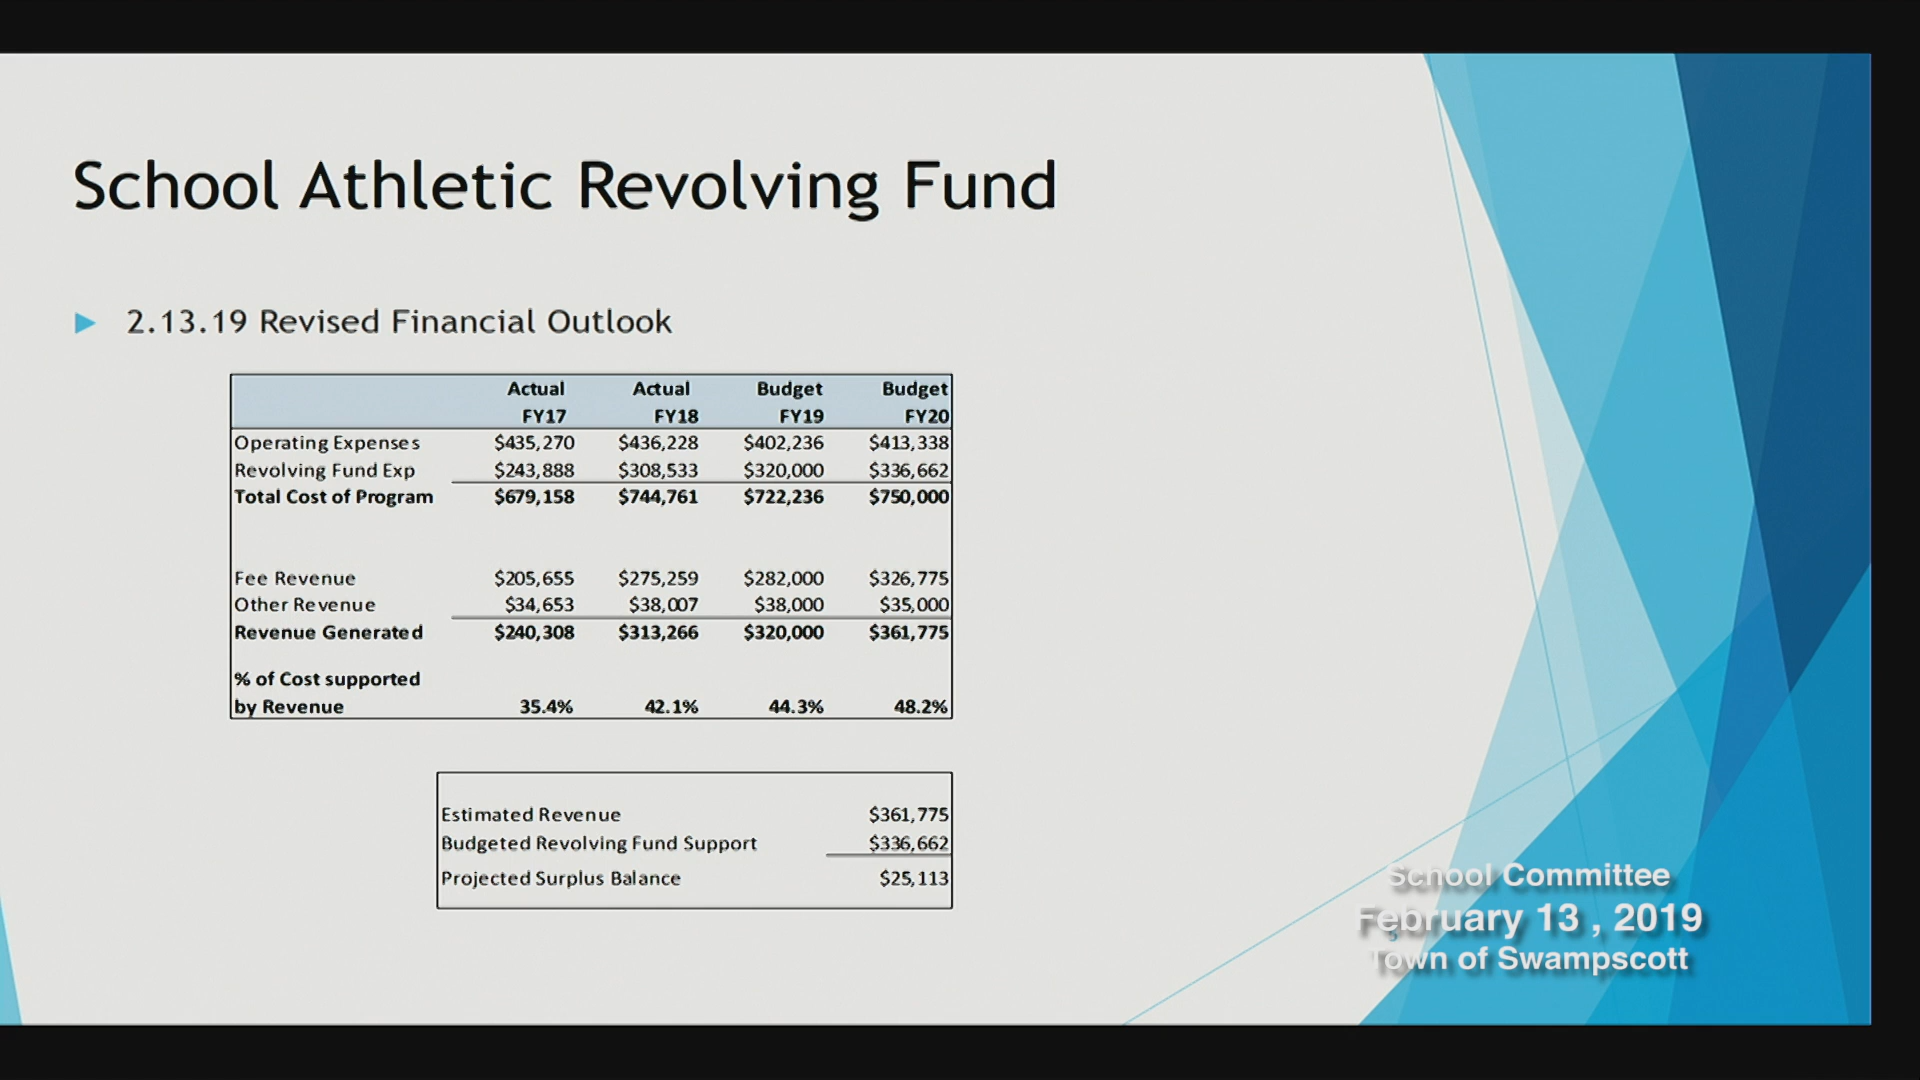 School Athletic Revolving Fund
2.13.19 Revised Financial Outlook
Actual Actual Budget Budget
FY17 FY18 FY19 FY20
Operating Expenses $435,270 $436,228 $402,236 $413,338
Revolving Fund Exp $243,888 $308,533 $320,000 $336,662
Total Cost of Program $679,158 $744,761 $722,236 $750,000
Fee Revenue $205,655 $275,259 $282,000 $326,775
Other Revenue $34,653 $38,007 $38,000 $35,000
Revenue Generated $240,308 $313,266 $320,000 $361,775
% of Cost supported
by Revenue 35.4% 42.1% 44.3% 48.2%
Estimated Revenue $361,775
Budgeted Revolving Fund Support $336,662
Projected Surplus Balance $25,113
School Committee
February 13 , 2019
5
Town of Swampscott